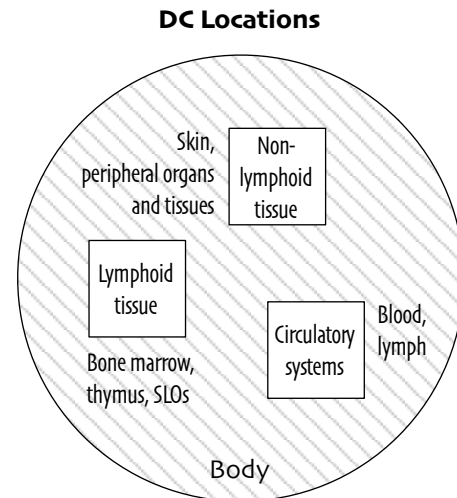 DC Locations
Skin,
peripheral organs
and tissues
Non-
lymphoid
tissue
Lymphoid
tissue
Bone marrow,
thymus, SLOs
Circulatory
systems
Blood,
lymph
Body